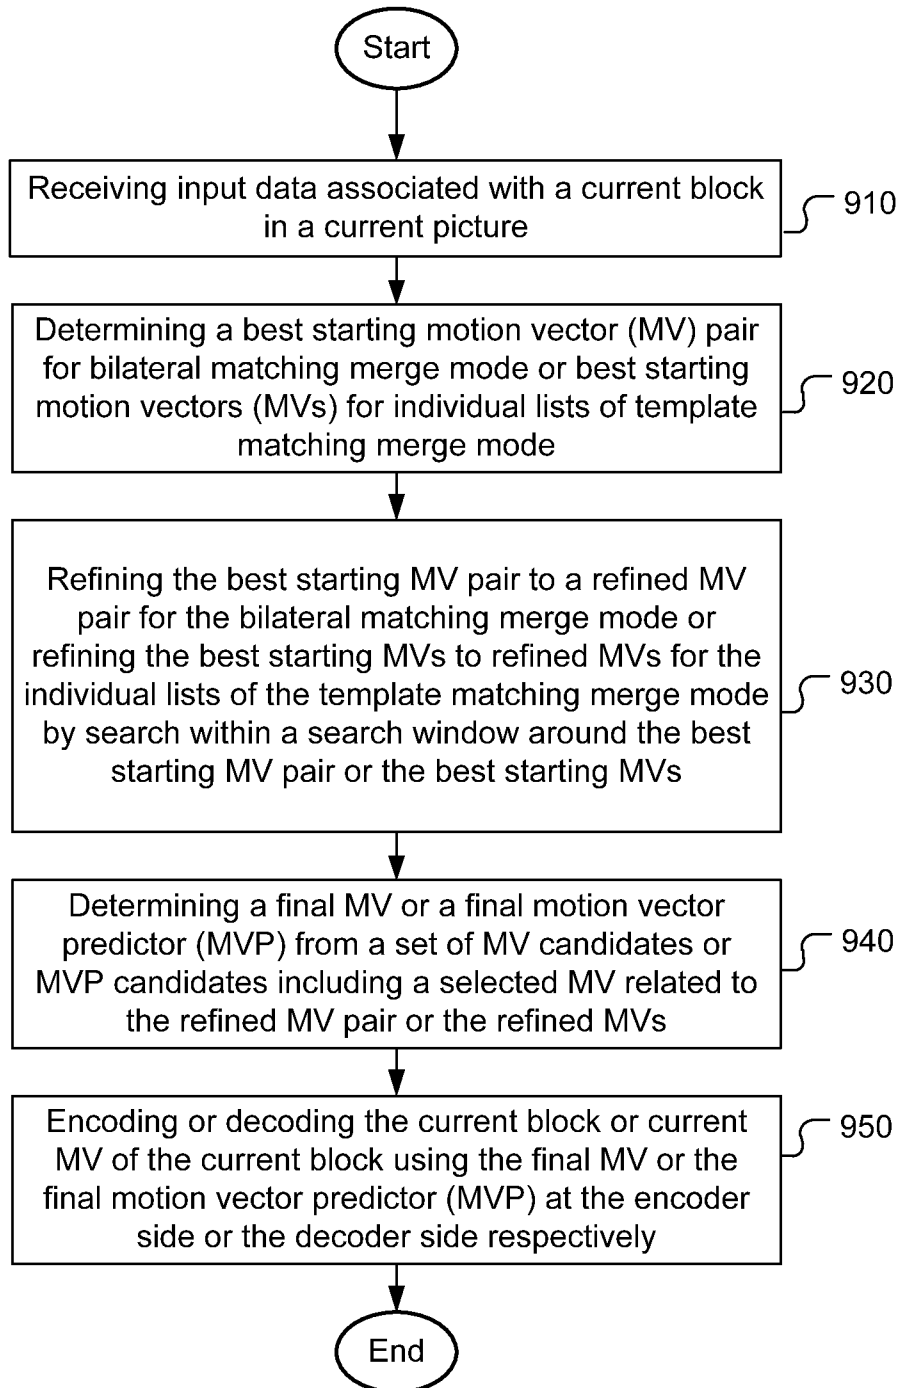 Start
Receiving input data associated with a current block
in a current picture
910
Determining a best starting motion vector (MV) pair
for bilateral matching merge mode or best starting
motion vectors (MVs) for individual lists of template
matching merge mode
920
Refining the best starting MV pair to a refined MV
pair for the bilateral matching merge mode or
refining the best starting MVs to refined MVs for the
individual lists of the template matching merge mode
by search within a search window around the best
starting MV pair or the best starting MVs
930
Determining a final MV or a final motion vector
predictor (MVP) from a set of MV candidates or
MVP candidates including a selected MV related to
the refined MV pair or the refined MVs
940
Encoding or decoding the current block or current
MV of the current block using the final MV or the
final motion vector predictor (MVP) at the encoder
side or the decoder side respectively
950
End